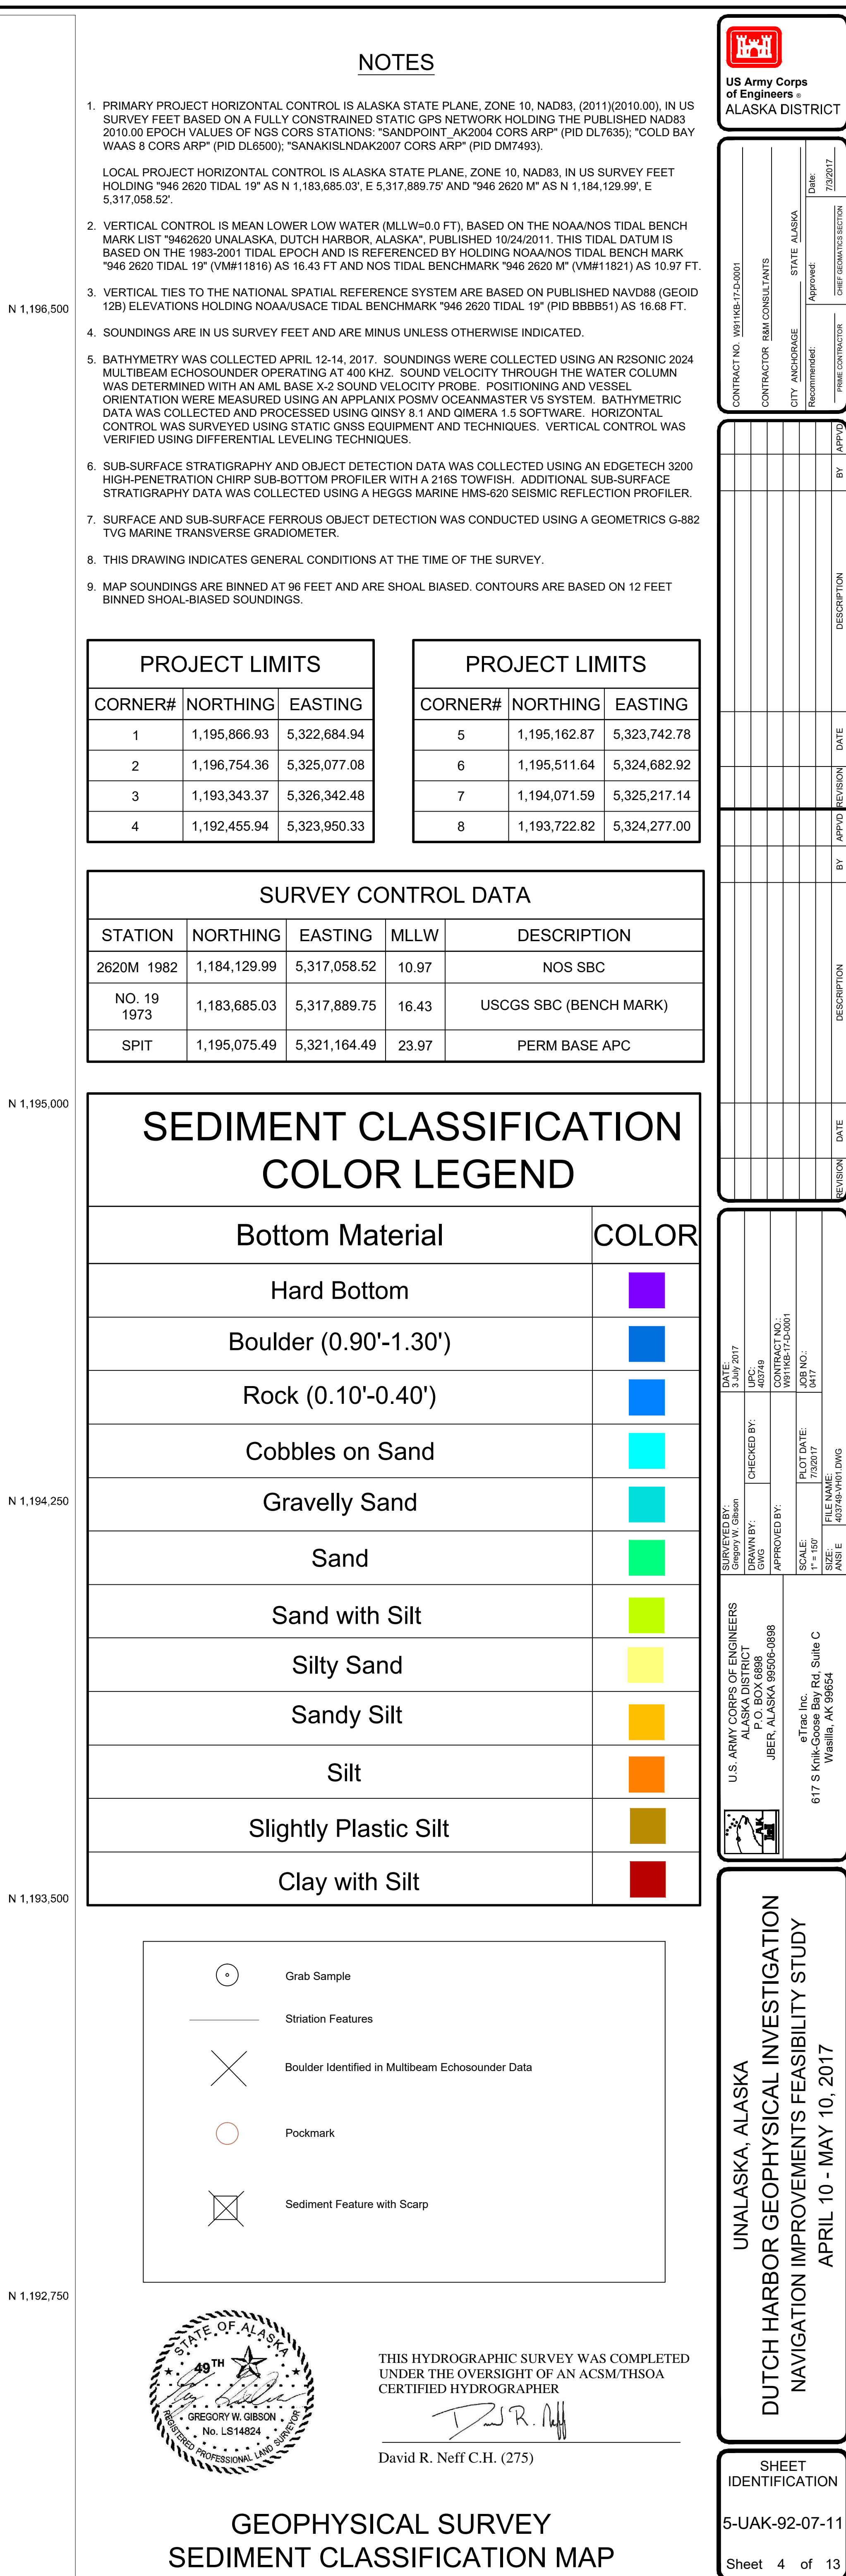 NOTES
1. PRIMARY PROJECT HORIZONTAL CONTROL IS ALASKA STATE PLANE, ZONE 10, NAD83, (2011)(2010.00), IN US
SURVEY FEET BASED ON A FULLY CONSTRAINED STATIC GPS NETWORK HOLDING THE PUBLISHED NAD83
2010.00 EPOCH VALUES OF NGS CORS STATIONS: "SANDPOINT_AK2004 CORS ARP" (PID DL7635); "COLD BAY
WAAS 8 CORS ARP" (PID DL6500); "SANAKISLNDAK2007 CORS ARP" (PID DM7493).
LOCAL PROJECT HORIZONTAL CONTROL IS ALASKA STATE PLANE, ZONE 10, NAD83, IN US SURVEY FEET
HOLDING "946 2620 TIDAL 19" AS N 1,183,685.03', E 5,317,889.75' AND "946 2620 M" AS N 1,184,129.99', E
5,317,058.52'.
2. VERTICAL CONTROL IS MEAN LOWER LOW WATER (MLLW=0.0 FT), BASED ON THE NOAA/NOS TIDAL BENCH
MARK LIST "9462620 UNALASKA, DUTCH HARBOR, ALASKA", PUBLISHED 10/24/2011. THIS TIDAL DATUM IS
BASED ON THE 1983-2001 TIDAL EPOCH AND IS REFERENCED BY HOLDING NOAA/NOS TIDAL BENCH MARK
"946 2620 TIDAL 19" (VM#11816) AS 16.43 FT AND NOS TIDAL BENCHMARK "946 2620 M" (VM#11821) AS 10.97 FT.
3. VERTICAL TIES TO THE NATIONAL SPATIAL REFERENCE SYSTEM ARE BASED ON PUBLISHED NAVD88 (GEOID
12B) ELEVATIONS HOLDING NOAA/USACE TIDAL BENCHMARK "946 2620 TIDAL 19" (PID BBBB51) AS 16.68 FT.
4. SOUNDINGS ARE IN US SURVEY FEET AND ARE MINUS UNLESS OTHERWISE INDICATED.
5. BATHYMETRY WAS COLLECTED APRIL 12-14, 2017. SOUNDINGS WERE COLLECTED USING AN R2SONIC 2024
MULTIBEAM ECHOSOUNDER OPERATING AT 400 KHZ. SOUND VELOCITY THROUGH THE WATER COLUMN
WAS DETERMINED WITH AN AML BASE X-2 SOUND VELOCITY PROBE. POSITIONING AND VESSEL
ORIENTATION WERE MEASURED USING AN APPLANIX POSMV OCEANMASTER V5 SYSTEM. BATHYMETRIC
DATA WAS COLLECTED AND PROCESSED USING QINSY 8.1 AND QIMERA 1.5 SOFTWARE. HORIZONTAL
CONTROL WAS SURVEYED USING STATIC GNSS EQUIPMENT AND TECHNIQUES. VERTICAL CONTROL WAS
VERIFIED USING DIFFERENTIAL LEVELING TECHNIQUES.
6. SUB-SURFACE STRATIGRAPHY AND OBJECT DETECTION DATA WAS COLLECTED USING AN EDGETECH 3200
HIGH-PENETRATION CHIRP SUB-BOTTOM PROFILER WITH A 216S TOWFISH. ADDITIONAL SUB-SURFACE
STRATIGRAPHY DATA WAS COLLECTED USING A HEGGS MARINE HMS-620 SEISMIC REFLECTION PROFILER.
7. SURFACE AND SUB-SURFACE FERROUS OBJECT DETECTION WAS CONDUCTED USING A GEOMETRICS G-882
TVG MARINE TRANSVERSE GRADIOMETER.
8. THIS DRAWING INDICATES GENERAL CONDITIONS AT THE TIME OF THE SURVEY.
9. MAP SOUNDINGS ARE BINNED AT 96 FEET AND ARE SHOAL BIASED. CONTOURS ARE BASED ON 12 FEET
BINNED SHOAL-BIASED SOUNDINGS.
N 1,196,500
N 1,195,000
N 1,194,250
N 1,193,500
N 1,192,750
PROJECT LIMITS
CORNER# NORTHING EASTING
1 1,195,866.93 5,322,684.94
2 1,196,754.36 5,325,077.08
3 1,193,343.37 5,326,342.48
4 1,192,455.94 5,323,950.33
PROJECT LIMITS
CORNER# NORTHING EASTING
5 1,195,162.87 5,323,742.78
6 1,195,511.64 5,324,682.92
7 1,194,071.59 5,325,217.14
8 1,193,722.82 5,324,277.00
SURVEY CONTROL DATA
STATION NORTHING EASTING MLLW DESCRIPTION
2620M 1982 1,184,129.99 5,317,058.52 10.97 NOS SBC
NO. 19
1973 1,183,685.03 5,317,889.75 16.43 USCGS SBC (BENCH MARK)
SPIT 1,195,075.49 5,321,164.49 23.97 PERM BASE APC
SEDIMENT CLASSIFICATION
COLOR LEGEND
Bottom Material COLOR
Hard Bottom
Boulder (0.90'-1.30')
Rock (0.10'-0.40')
Cobbles on Sand
Gravelly Sand
Sand
Sand with Silt
Silty Sand
Sandy Silt
Silt
Slightly Plastic Silt
Clay with Silt
Grab Sample
Striation Features
Boulder Identified in Multibeam Echosounder Data
Pockmark
Sediment Feature with Scarp
STATE OF ALASKA
49TH
GREGORY W. GIBSON
No. LS14824
REGISTERED PROFESSIONAL LAND SURVEYOR
THIS HYDROGRAPHIC SURVEY WAS COMPLETED
UNDER THE OVERSIGHT OF AN ACSM/THSOA
CERTIFIED HYDROGRAPHER
David R. Neff C.H. (275)
GEOPHYSICAL SURVEY
SEDIMENT CLASSIFICATION MAP
US Army Corps
of Engineers ®
ALASKA DISTRICT
CONTRACT NO. W911KB-17-D-0001
CONTRACTOR R&M CONSULTANTS
CITY ANCHORAGE STATE ALASKA
Recommended: Approved: Date:
7/3/2017
PRIME CONTRACTOR CHIEF GEOMATICS SECTION
REVISION DATE DESCRIPTION BY APPVD
REVISION DATE DESCRIPTION BY APPVD
SURVEYED BY:
Gregory W. Gibson
DATE:
3 July 2017
DRAWN BY:
GWG
CHECKED BY:
UPC:
403749
APPROVED BY:
CONTRACT NO.:
W911KB-17-D-0001
SCALE:
1" = 150'
PLOT DATE:
7/3/2017
JOB NO.:
0417
SIZE:
ANSI E
FILE NAME:
403749-VH01.DWG
U.S. ARMY CORPS OF ENGINEERS
ALASKA DISTRICT
P.O. BOX 6898
JBER, ALASKA 99506-0898
eTrac Inc.
617 S Knik-Goose Bay Rd, Suite C
Wasilla, AK 99654
AK
UNALASKA, ALASKA
DUTCH HARBOR GEOPHYSICAL INVESTIGATION
NAVIGATION IMPROVEMENTS FEASIBILITY STUDY
APRIL 10 - MAY 10, 2017
SHEET
IDENTIFICATION
5-UAK-92-07-11
Sheet 4 of 13